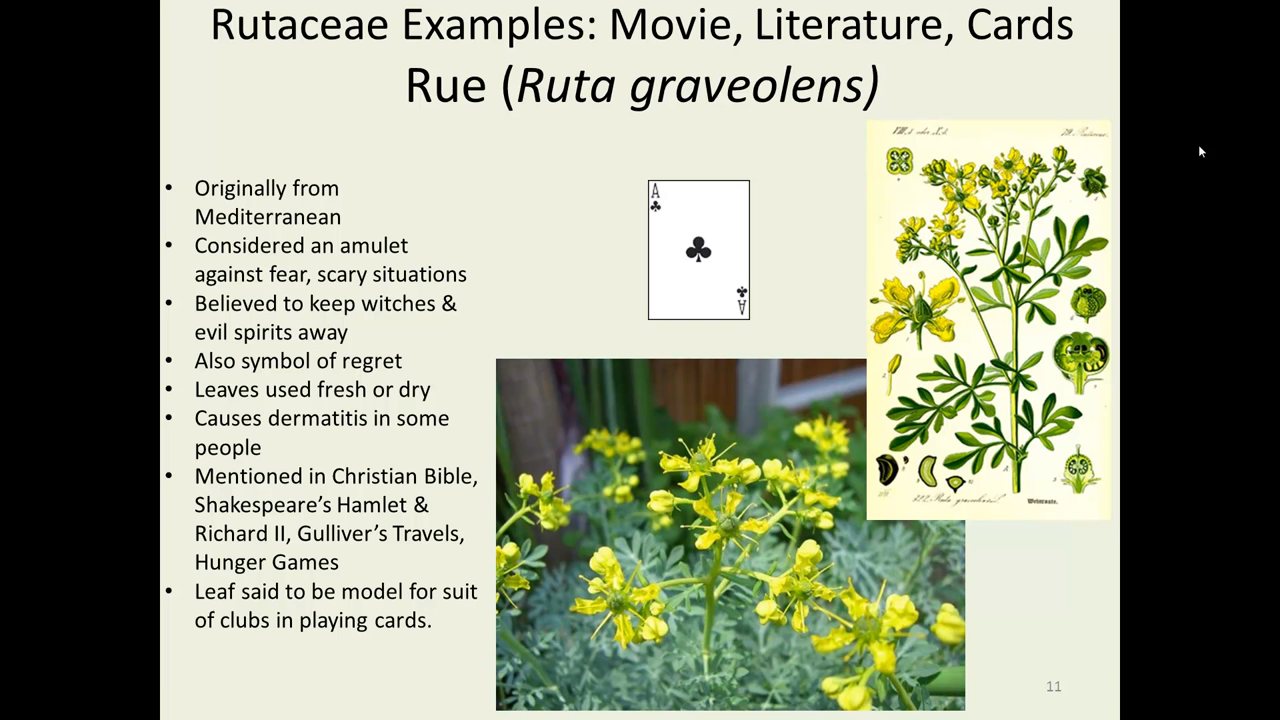 Rutaceae Examples: Movie, Literature, Cards
Rue (Ruta graveolens)
• Originally from
Mediterranean
• Considered an amulet
against fear, scary situations
• Believed to keep witches &
evil spirits away
• Also symbol of regret
• Leaves used fresh or dry
• Causes dermatitis in some
people
• Mentioned in Christian Bible,
Shakespeare’s Hamlet &
Richard II, Gulliver’s Travels,
Hunger Games
• Leaf said to be model for suit
of clubs in playing cards.
A
A
11